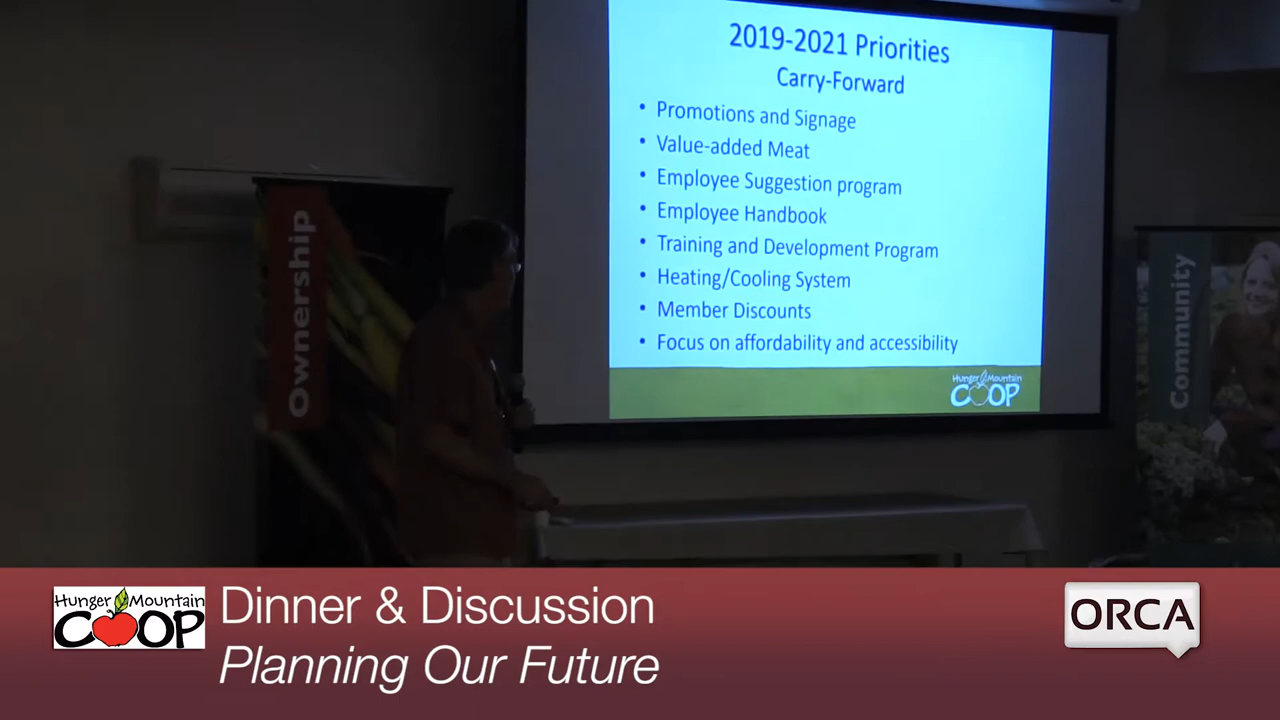 2019-2021 Priorities
Carry-Forward
• Promotions and Signage
• Value-added Meat
• Employee Suggestion program
• Employee Handbook
• Training and Development Program
• Heating/Cooling System
• Member Discounts
• Focus on affordability and accessibility
Hunger Mountain
COOP
Ownership
Community
Hunger Mountain
COOP
Dinner & Discussion
Planning Our Future
ORCA